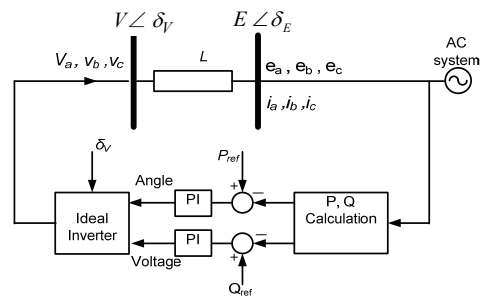 V∠ δV E∠ δE
L
AC
system
Va, vb, vc
ea , eb , ec
ia ,ib ,ic
δV
Pref
Angle
PI
+
−
P, Q
Calculation
Ideal
Inverter
PI
−
+
Voltage
Qref